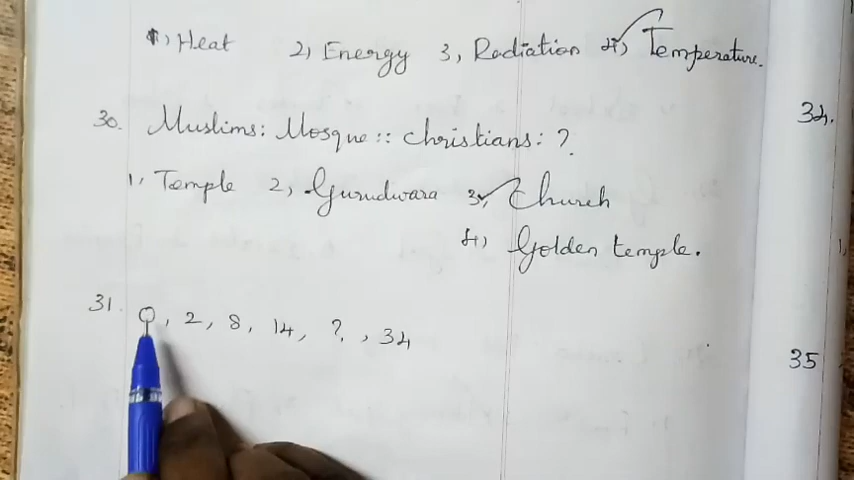 1) Heat 2) Energy 3, Radiation 4) Temperature.
30. Muslims: Mosque :: Christians: ?
1, Temple 2, Gurudwara 3, Church
4) Golden temple.
31. 0, 2, 8, 14, ?, 34
34.
35